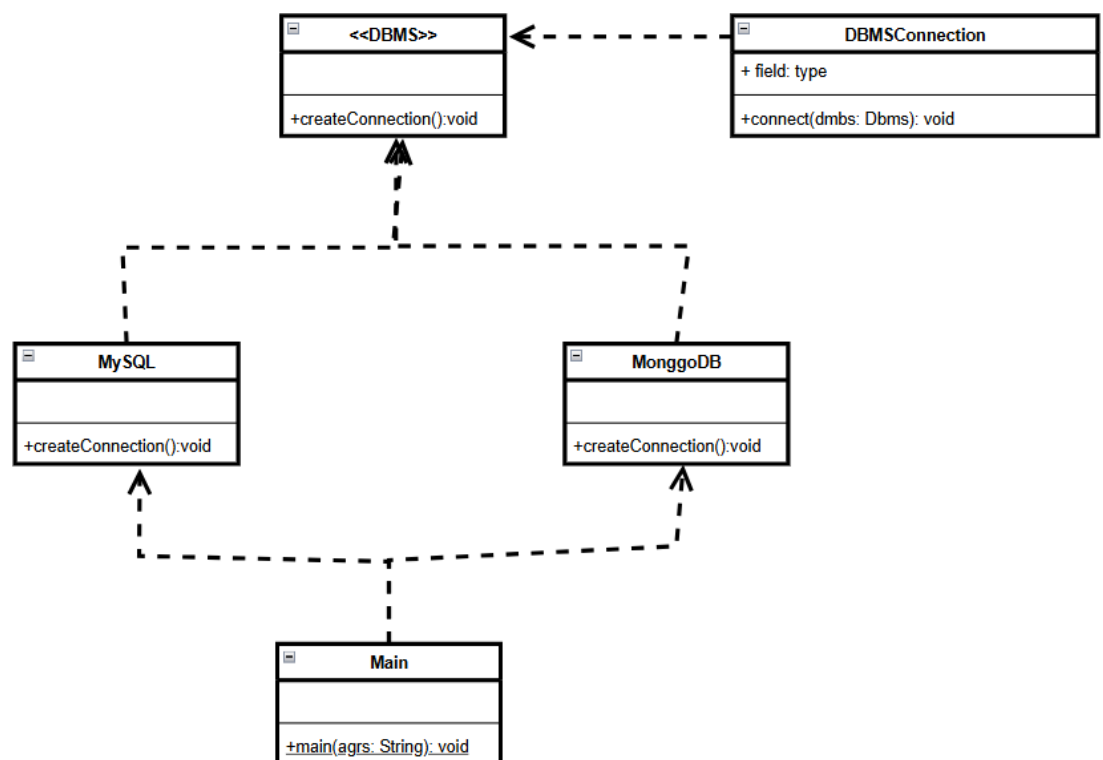 <<DBMS>>
+createConnection():void
DBMSConnection
+ field: type
+connect(dmbs: Dbms): void
MySQL
+createConnection():void
MonggoDB
+createConnection():void
Main
+main(agrs: String): void